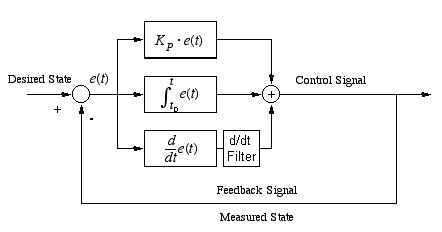 K_P · e(t)
Desired State
e(t)
Control Signal
∫_{t_0}^{t} e(t)
+
+
-
d/dt e(t)
d/dt
Filter
Feedback Signal
Measured State